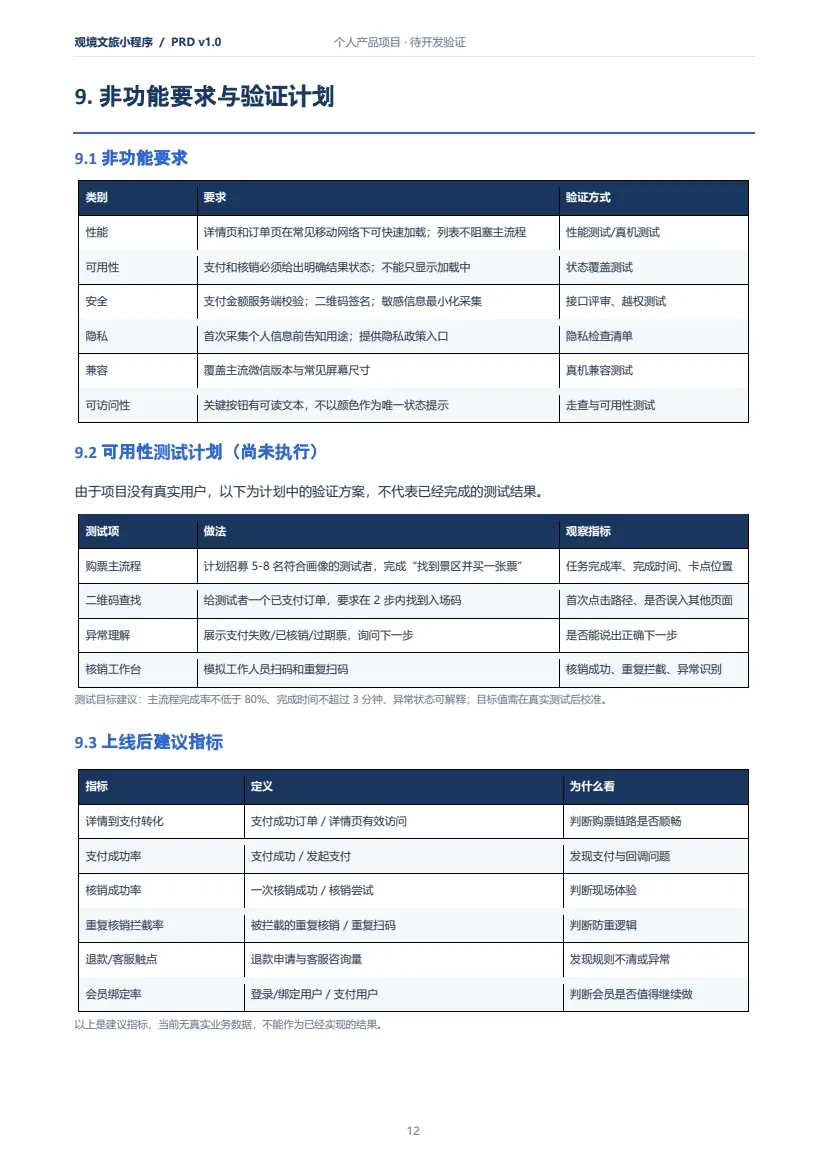 观境文旅小程序 / PRD v1.0 个人产品项目 · 待开发验证
9. 非功能要求与验证计划
9.1 非功能要求
类别 要求 验证方式
性能 详情页和订单页在常见移动网络下可快速加载；列表不阻塞主流程 性能测试/真机测试
可用性 支付和核销必须给出明确结果状态；不能只显示加载中 状态覆盖测试
安全 支付金额服务端校验；二维码签名；敏感信息最小化采集 接口评审、越权测试
隐私 首次采集个人信息前告知用途；提供隐私政策入口 隐私检查清单
兼容 覆盖主流微信版本与常见屏幕尺寸 真机兼容测试
可访问性 关键按钮有可读文本，不以颜色作为唯一状态提示 走查与可用性测试
9.2 可用性测试计划（尚未执行）
由于项目没有真实用户，以下为计划中的验证方案，不代表已经完成的测试结果。
测试项 做法 观察指标
购票主流程 计划招募 5-8 名符合画像的测试者，完成“找到景区并买一张票” 任务完成率、完成时间、卡点位置
二维码查找 给测试者一个已支付订单，要求在 2 步内找到入场码 首次点击路径、是否误入其他页面
异常理解 展示支付失败/已核销/过期票，询问下一步 是否能说出正确下一步
核销工作台 模拟工作人员扫码和重复扫码 核销成功、重复拦截、异常识别
测试目标建议：主流程完成率不低于 80%、完成时间不超过 3 分钟、异常状态可解释；目标值需在真实测试后校准。
9.3 上线后建议指标
指标 定义 为什么看
详情到支付转化 支付成功订单 / 详情页有效访问 判断购票链路是否顺畅
支付成功率 支付成功 / 发起支付 发现支付与回调问题
核销成功率 一次核销成功 / 核销尝试 判断现场体验
重复核销拦截率 被拦截的重复核销 / 重复扫码 判断防重逻辑
退款/客服触点 退款申请与客服咨询量 发现规则不清或异常
会员绑定率 登录/绑定用户 / 支付用户 判断会员是否值得继续做
以上是建议指标，当前无真实业务数据，不能作为已经实现的结果。
12